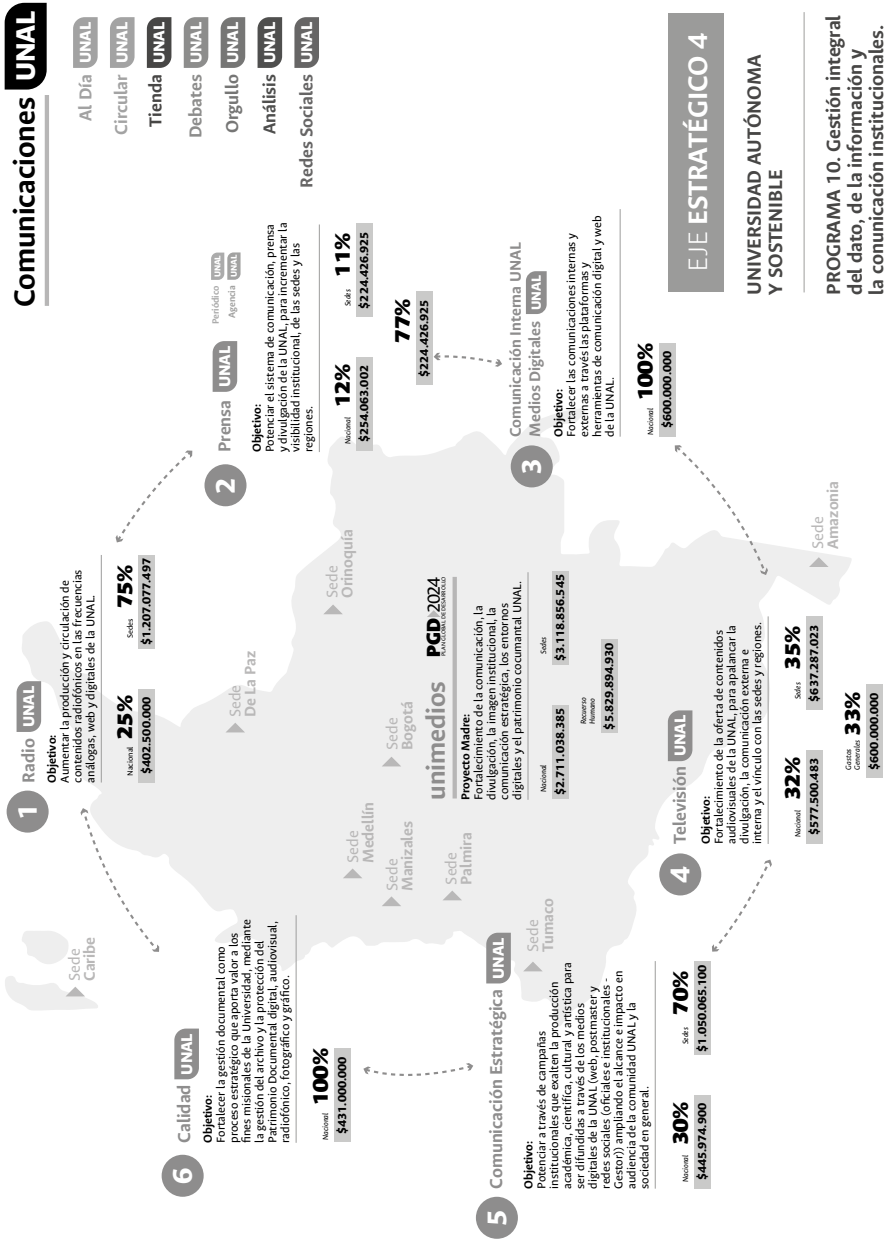 Comunicaciones UNAL
Al Día UNAL
Circular UNAL
Tienda UNAL
Debates UNAL
Orgullo UNAL
Análisis UNAL
Redes Sociales UNAL
1 Radio UNAL
Objetivo:
Aumentar la producción y circulación de
contenidos radiofónicos en las frecuencias
análogas, web y digitales de la UNAL.
Nacional 25%
$402.500.000
Sedes 75%
$1.207.077.497
2 Prensa UNAL
Periódico UNAL
Agencia UNAL
Objetivo:
Potenciar el sistema de comunicación, prensa
y divulgación de la UNAL, para incrementar la
visibilidad institucional, de las sedes y las
regiones.
Nacional 12%
$254.063.002
Sedes 11%
$224.426.925
77%
$224.426.925
3 Comunicación Interna UNAL
Medios Digitales UNAL
Objetivo:
Fortalecer las comunicaciones internas y
externas a través las plataformas y
herramientas de comunicación digital y web
de la UNAL.
Nacional 100%
$600.000.000
4 Televisión UNAL
Objetivo:
Fortalecimiento de la oferta de contenidos
audiovisuales de la UNAL, para apalancar la
divulgación, la comunicación externa e
interna y el vínculo con las sedes y regiones.
Nacional 32%
$577.500.483
Sedes 35%
$637.287.023
Gastos
Generales 33%
$600.000.000
5 Comunicación Estratégica UNAL
Objetivo:
Potenciar a través de campañas
institucionales que exalten la producción
académica, científica, cultural y artística para
ser difundidas a través de los medios
digitales de la UNAL (web, postmaster y
redes sociales (oficiales e institucionales -
Gestor)) ampliando el alcance e impacto en
audiencia de la comunidad UNAL y la
sociedad en general.
Nacional 30%
$445.974.900
Sedes 70%
$1.050.065.100
6 Calidad UNAL
Objetivo:
Fortalecer la gestión documental como
proceso estratégico que aporta valor a los
fines misionales de la Universidad, mediante
la gestión del archivo y la protección del
Patrimonio Documental digital, audiovisual,
radiofónico, fotográfico y gráfico.
Nacional 100%
$431.000.000
Sede
Caribe
Sede
De La Paz
Sede
Medellín
Sede
Manizales
Sede
Bogotá
Sede
Orinoquía
Sede
Palmira
Sede
Tumaco
Sede
Amazonia
unimedios
PGD 2024
PLAN GLOBAL DE DESARROLLO
Proyecto Madre:
Fortalecimiento de la comunicación, la
divulgación, la imagen institucional, la
comunicación estratégica, los entornos
digitales y el patrimonio cocumantal UNAL.
Nacional
$2.711.038.385
Sedes
$3.118.856.545
Recuerso
Humano
$5.829.894.930
EJE ESTRATÉGICO 4
UNIVERSIDAD AUTÓNOMA
Y SOSTENIBLE
PROGRAMA 10. Gestión integral
del dato, de la información y
la comunicación institucionales.